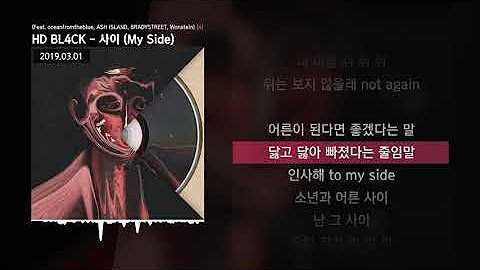 (Feat. oceanfromtheblue, ASH ISLAND, BRADYSTREET, Wonstein) [4]
HD BL4CK - 사이 (My Side)
2019.03.01
뒤는 보지 않을래 not again
어른이 된다면 좋겠다는 말
닳고 닳아 빠졌다는 줄임말
인사해 to my side
소년과 어른 사이
난 그 사이